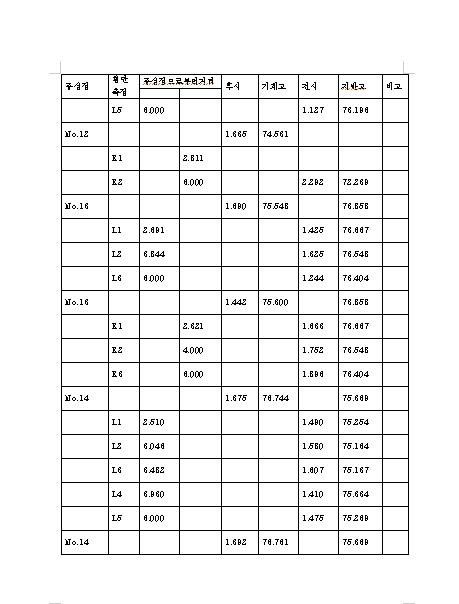 중심점 횡단측점 중심점으로부터거리 후시 기계고 전시 지반고 비고
L5 6.000 1.127 76.196
No.12 1.665 74.561
R1 2.811
R2 6.000 2.292 72.269
No.16 1.690 75.548 76.858
L1 2.691 1.425 76.667
L2 6.844 1.625 76.548
L6 6.000 1.244 76.404
No.16 1.442 75.600 76.858
R1 2.621 1.666 76.667
R2 4.000 1.752 76.548
R6 6.000 1.896 76.404
No.14 1.675 76.744 75.669
L1 2.510 1.490 75.254
L2 6.046 1.580 75.164
L6 6.482 1.607 75.167
L4 6.960 1.410 75.664
L5 6.000 1.475 75.269
No.14 1.692 76.761 75.669